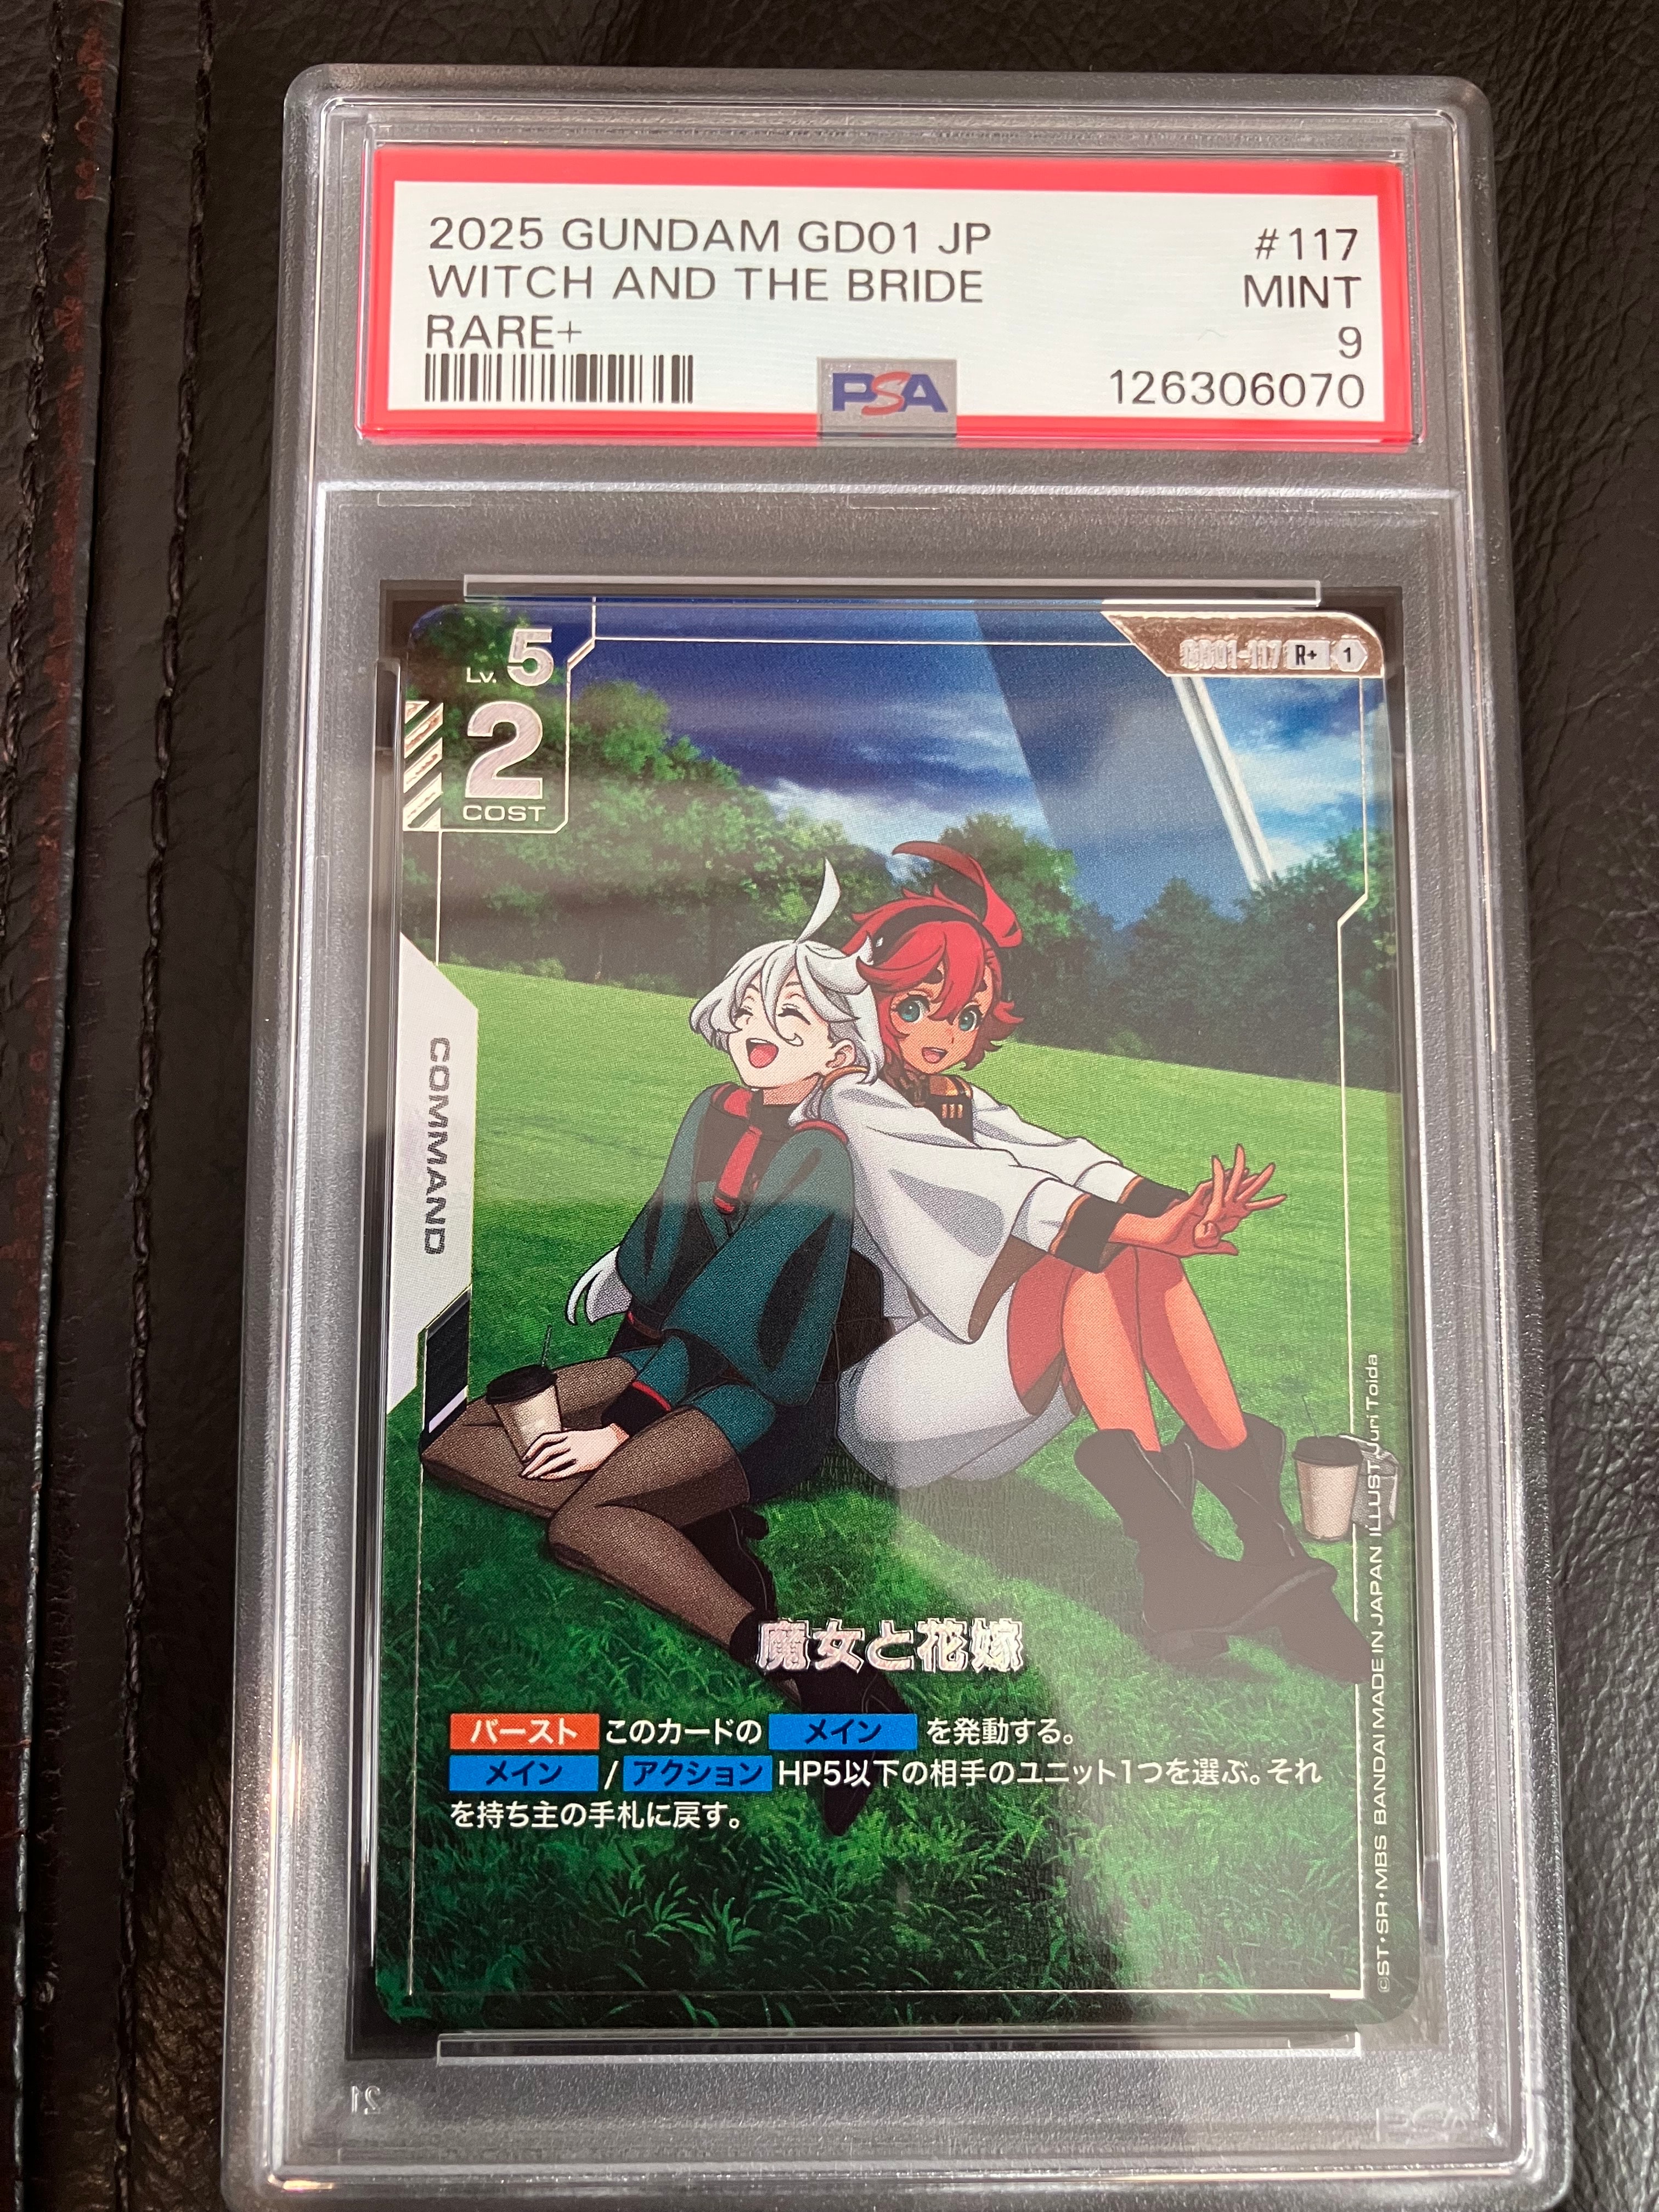 2025 GUNDAM GD01 JP #117
WITCH AND THE BRIDE MINT
RARE+ 9
PSA 126306070
Lv. 5
2
COST
GD01-117 R+ 1
COMMAND
魔女と花嫁
バースト このカードの メイン を発動する。
メイン / アクション HP5以下の相手のユニット1つを選ぶ。それ
を持ち主の手札に戻す。
©ST・SR・MBS BANDAI MADE IN JAPAN ILLUST Juri Toida
21
PSA